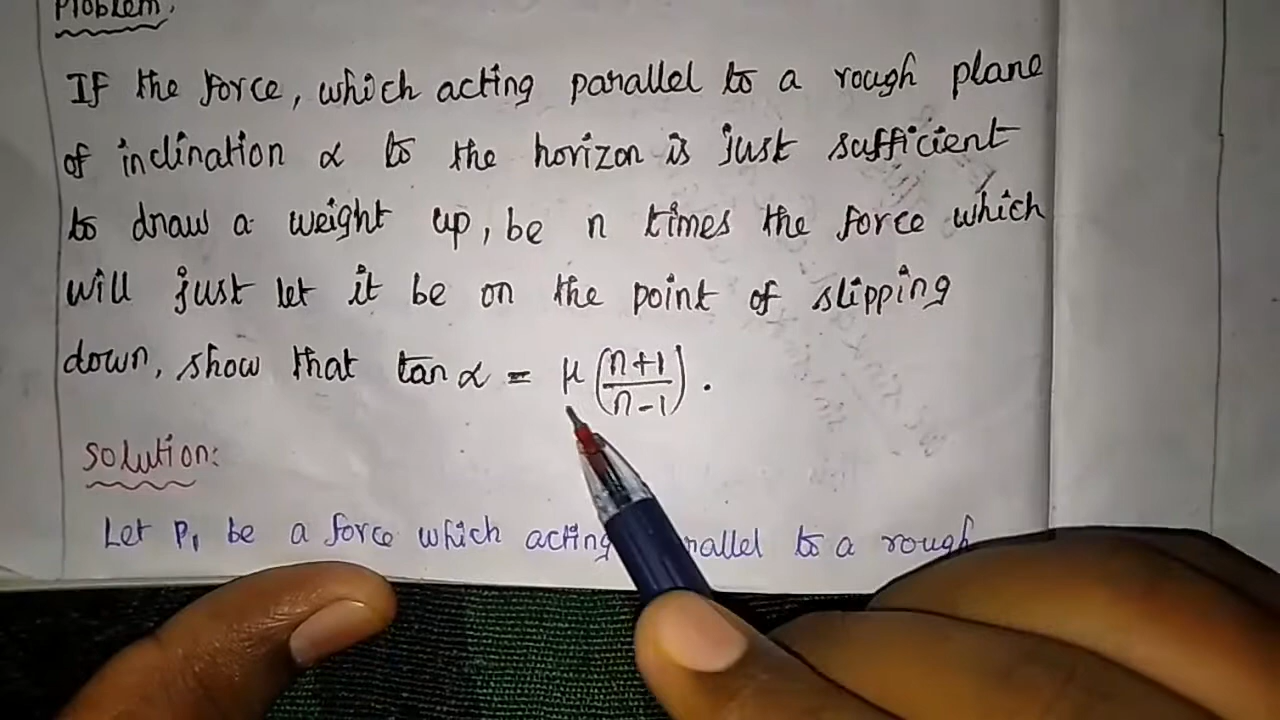 Problem.
If the force, which acting parallel to a rough plane
of inclination α to the horizon is just sufficient
to draw a weight up, be n times the force which
will just let it be on the point of slipping
down, show that tan α = μ (n+1/n-1).
Solution:
Let P₁ be a force which acting to a rough